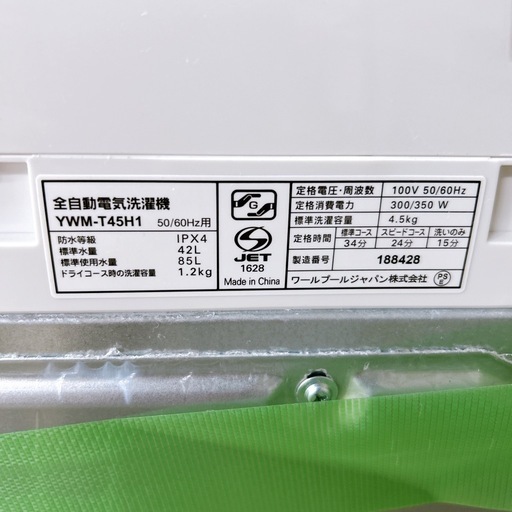 全自動電気洗濯機
YWM-T45H1 50/60Hz用
防水等級 IPX4
標準水量 42L
標準使用水量 85L
ドライコース時の洗濯容量 1.2kg
G
S
JET
1628
Made in China
定格電圧・周波数 100V 50/60Hz
定格消費電力 300/350 W
標準洗濯容量 4.5kg
定格時間 標準コース スピードコース 洗いのみ
34分 24分 15分
製造番号 188428
ワールプールジャパン株式会社 PS E